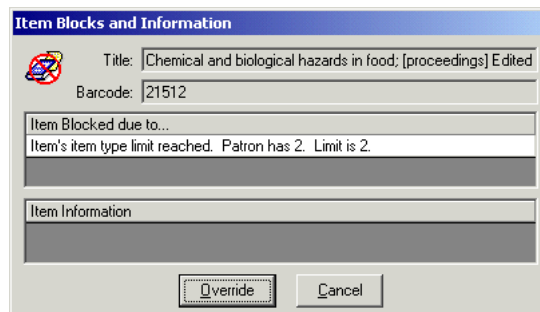 Item Blocks and Information
Title: Chemical and biological hazards in food; [proceedings] Edited
Barcode: 21512
Item Blocked due to...
Item's item type limit reached. Patron has 2. Limit is 2.
Item Information
Override Cancel